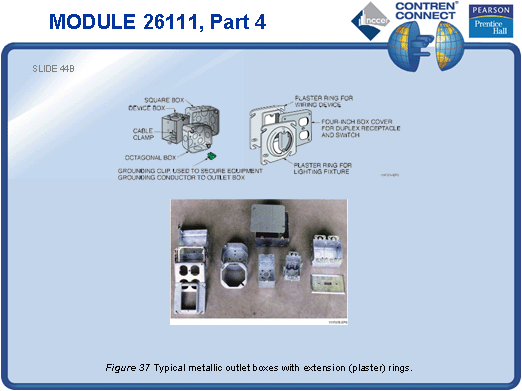 MODULE 26111, Part 4
nccer
CONTREN®
CONNECT
PEARSON
Prentice
Hall
SLIDE 44B
SQUARE BOX
DEVICE BOX
CABLE
CLAMP
OCTAGONAL BOX
GROUNDING CLIP USED TO SECURE EQUIPMENT
GROUNDING CONDUCTOR TO OUTLET BOX
PLASTER RING FOR
WIRING DEVICE
FOUR-INCH BOX COVER
FOR DUPLEX RECEPTACLE
AND SWITCH
PLASTER RING FOR
LIGHTING FIXTURE
Figure 37 Typical metallic outlet boxes with extension (plaster) rings.